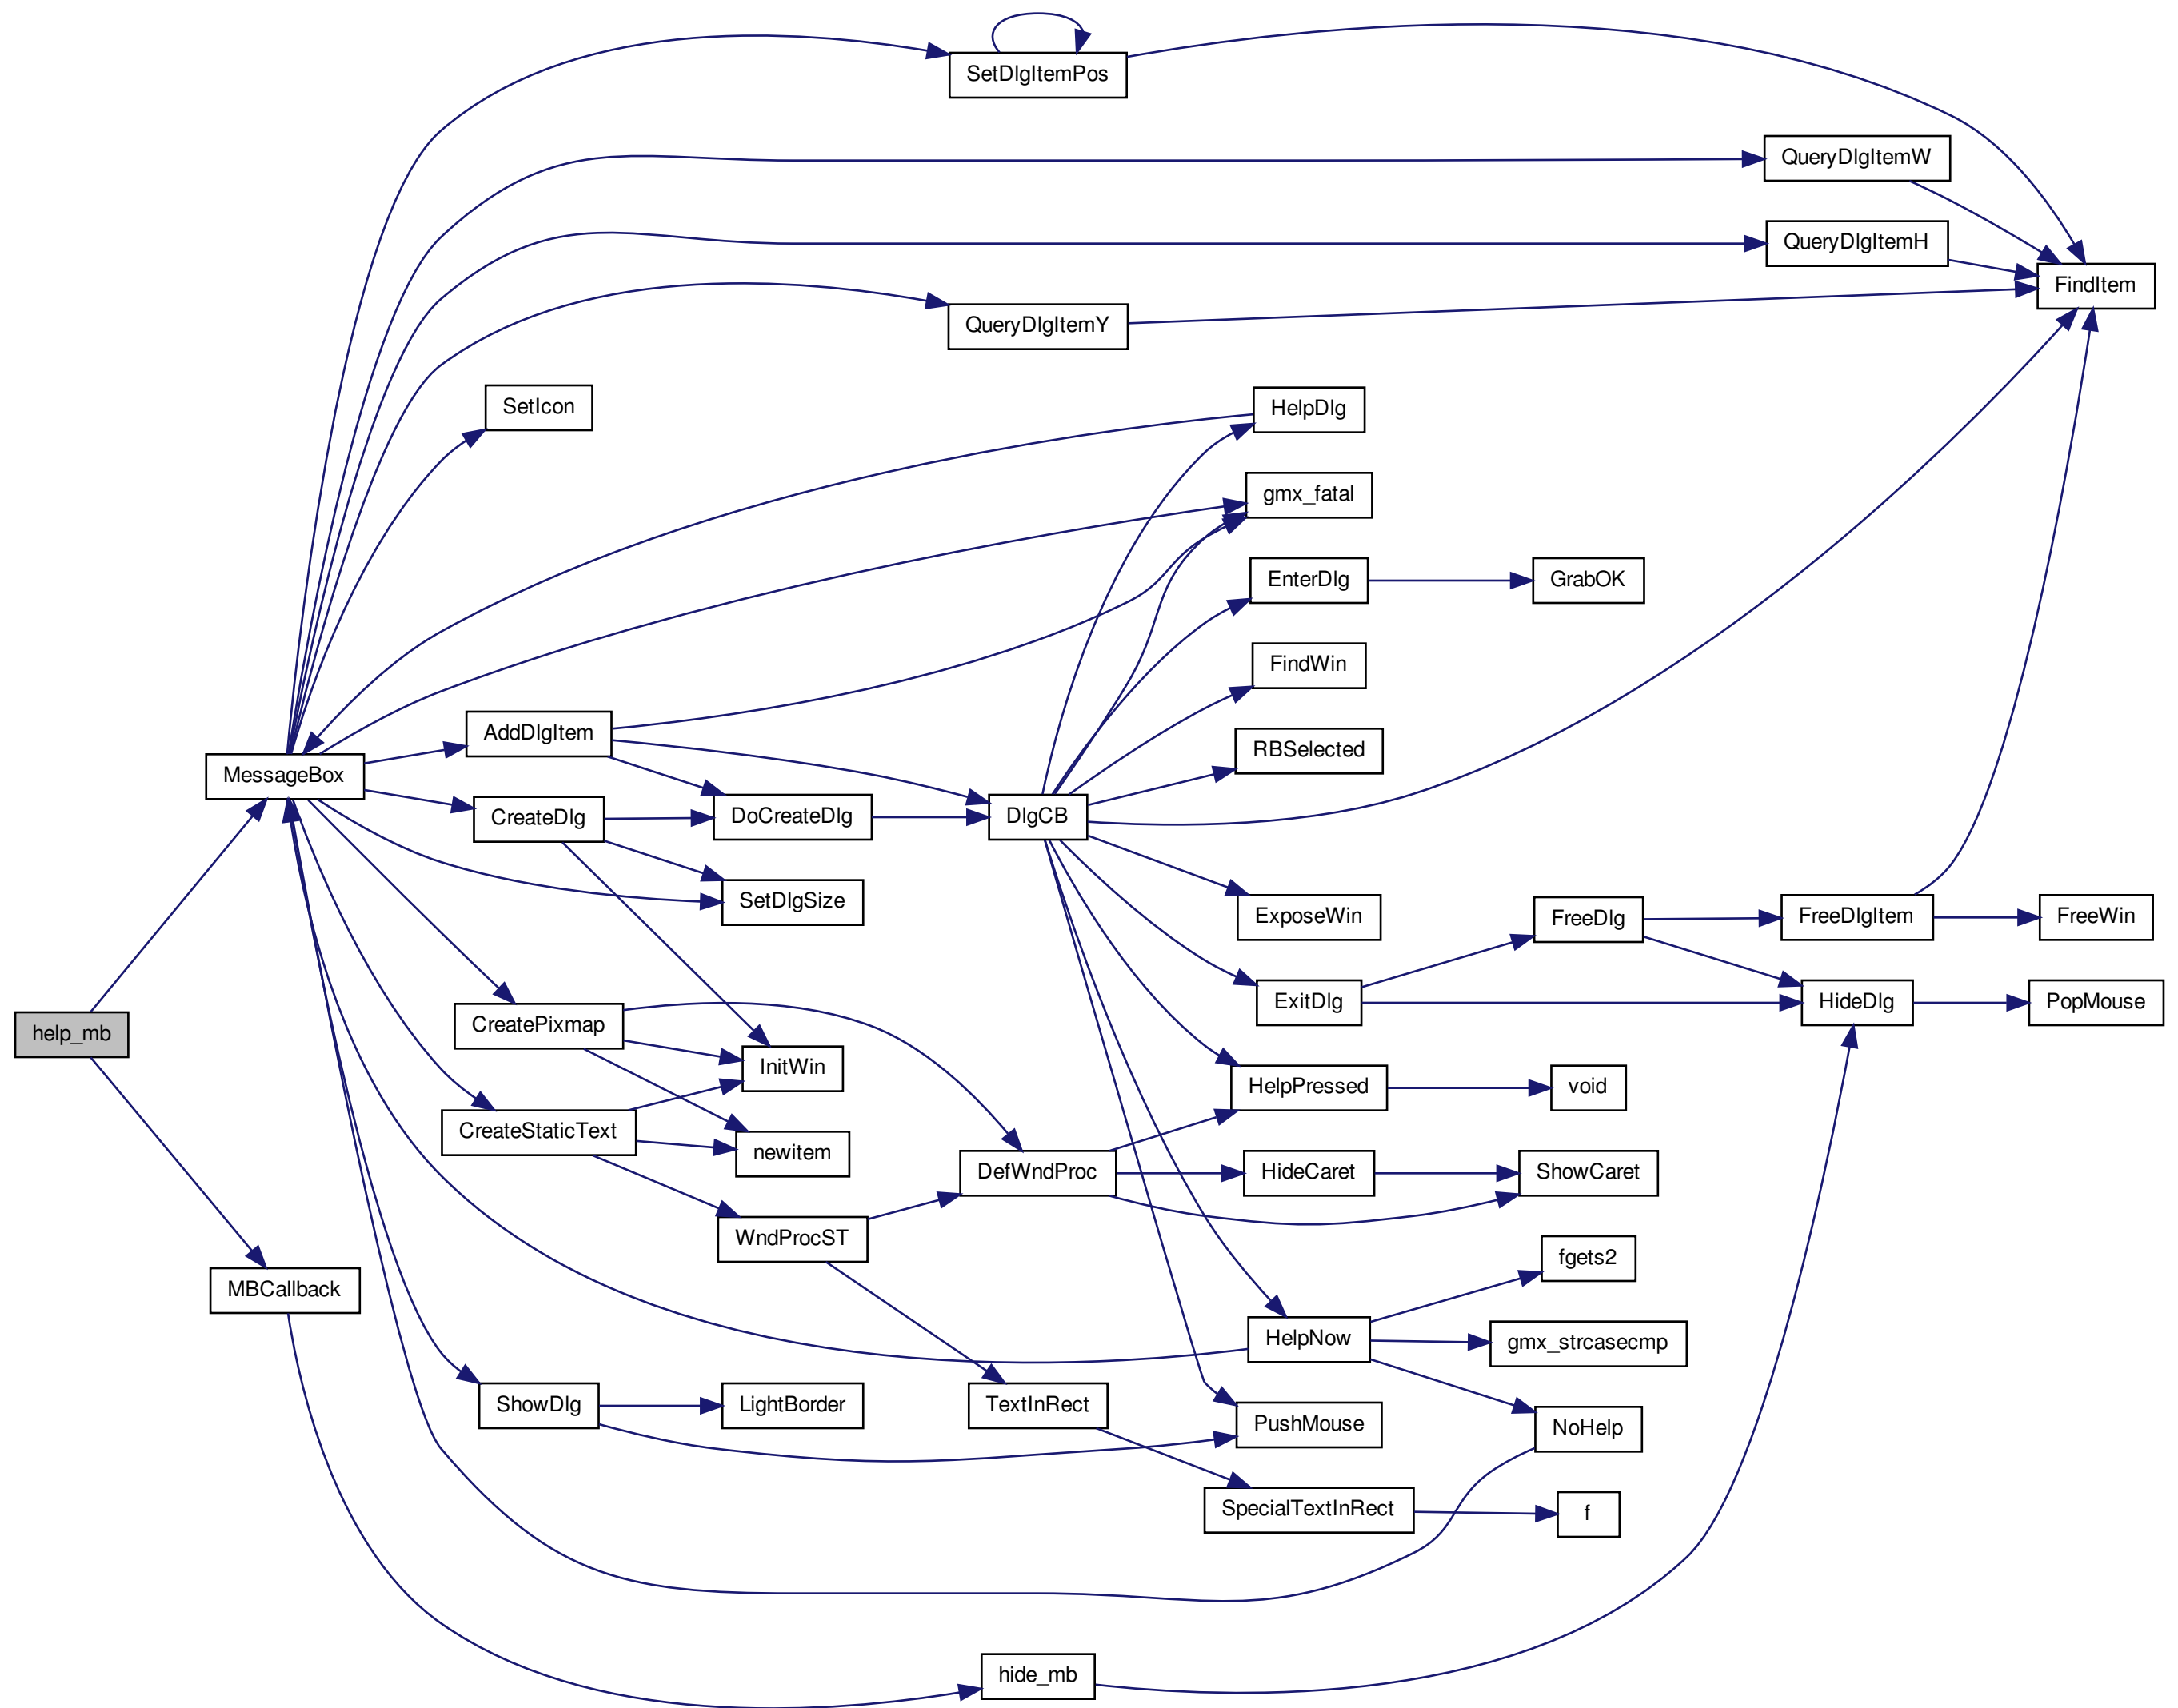 SetDlgItemPos
QueryDlgItemW
QueryDlgItemH
FindItem
QueryDlgItemY
SetIcon
HelpDlg
gmx_fatal
EnterDlg
GrabOK
FindWin
AddDlgItem
RBSelected
MessageBox
CreateDlg
DoCreateDlg
DlgCB
SetDlgSize
ExposeWin
FreeDlg
FreeDlgItem
FreeWin
ExitDlg
HideDlg
PopMouse
help_mb
CreatePixmap
InitWin
HelpPressed
void
CreateStaticText
newitem
DefWndProc
HideCaret
ShowCaret
WndProcST
fgets2
MBCallback
HelpNow
gmx_strcasecmp
ShowDlg
LightBorder
TextInRect
PushMouse
NoHelp
SpecialTextInRect
f
hide_mb